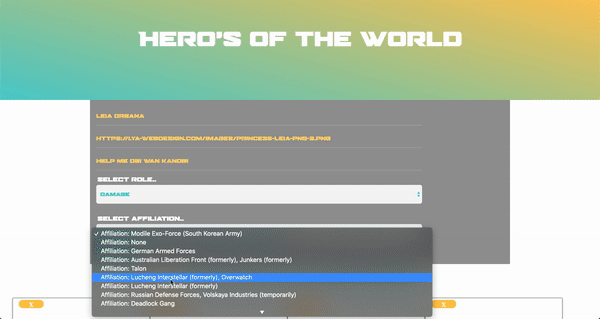 HERO'S OF THE WORLD
LEIA ORGANA
HTTPS://LYA-WEBDESIGN.COM/IMAGES/PRINCESS-LEIA-PNG-3.PNG
HELP ME OBI WAN KANOBI
SELECT ROLE..
DAMAGE
SELECT AFFILIATION..
✓ Affiliation: Modile Exo-Force (South Korean Army)
Affiliation: None
Affiliation: German Armed Forces
Affiliation: Australian Liberation Front (formerly), Junkers (formerly)
Affiliation: Talon
Affiliation: Lucheng Interstellar (formerly), Overwatch
Affiliation: Lucheng Interstellar (formerly)
Affiliation: Russian Defense Forces, Volskaya Industries (temporarily)
Affiliation: Deadlock Gang
X X